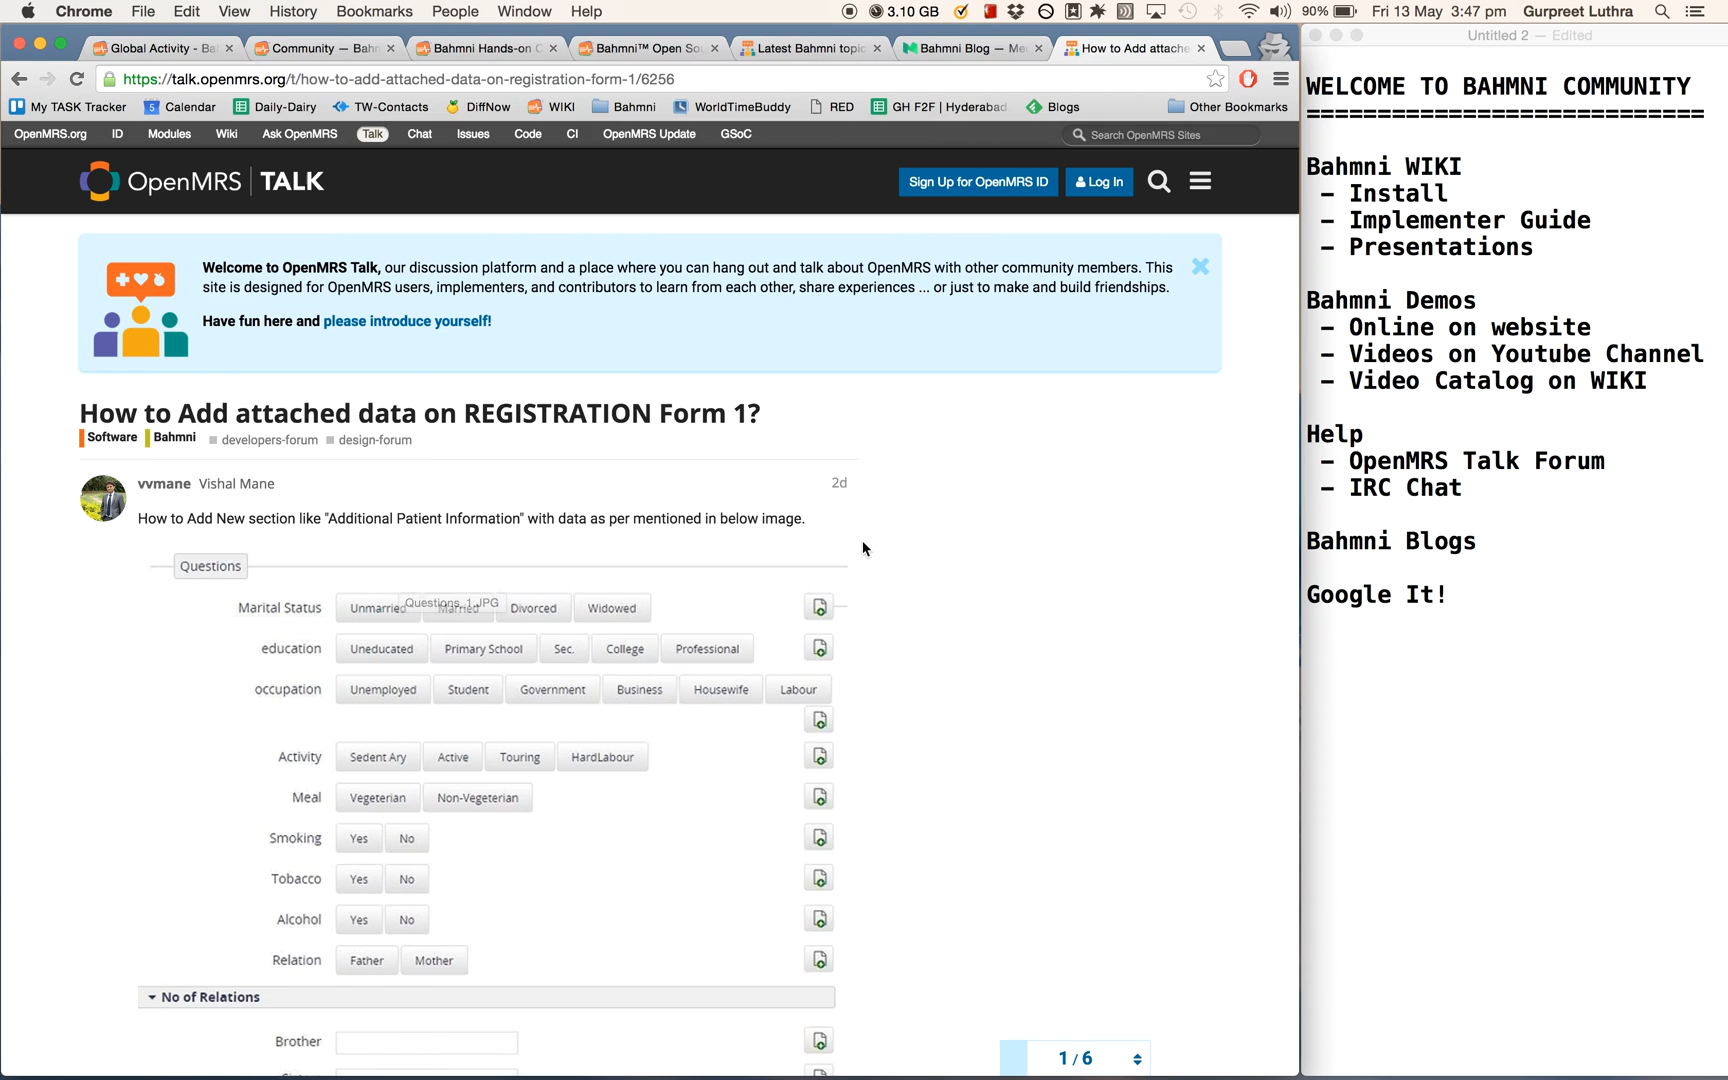 Chrome File Edit View History Bookmarks People Window Help 3.10 GB 90% Fri 13 May 3:47 pm Gurpreet Luthra
Global Activity - Ba Community — Bahn Bahmni Hands-on C Bahmni™ Open So Latest Bahmni topic Bahmni Blog — Me How to Add attache
https://talk.openmrs.org/t/how-to-add-attached-data-on-registration-form-1/6256
My TASK Tracker 5 Calendar Daily-Dairy TW-Contacts DiffNow WIKI Bahmni WorldTimeBuddy RED GH F2F | Hyderabad Blogs Other Bookmarks
OpenMRS.org ID Modules Wiki Ask OpenMRS Talk Chat Issues Code CI OpenMRS Update GSoC Search OpenMRS Sites
OpenMRS TALK Sign Up for OpenMRS ID Log In
Welcome to OpenMRS Talk, our discussion platform and a place where you can hang out and talk about OpenMRS with other community members. This
site is designed for OpenMRS users, implementers, and contributors to learn from each other, share experiences ... or just to make and build friendships.
Have fun here and please introduce yourself!
How to Add attached data on REGISTRATION Form 1?
Software Bahmni developers-forum design-forum
vvmane Vishal Mane 2d
How to Add New section like "Additional Patient Information" with data as per mentioned in below image.
Questions
Questions_1.JPG
Marital Status Unmarried Married Divorced Widowed
education Uneducated Primary School Sec. College Professional
occupation Unemployed Student Government Business Housewife Labour
Activity Sedent Ary Active Touring HardLabour
Meal Vegeterian Non-Vegeterian
Smoking Yes No
Tobacco Yes No
Alcohol Yes No
Relation Father Mother
No of Relations
Brother
1 / 6
Untitled 2 — Edited
WELCOME TO BAHMNI COMMUNITY
============================
Bahmni WIKI
- Install
- Implementer Guide
- Presentations
Bahmni Demos
- Online on website
- Videos on Youtube Channel
- Video Catalog on WIKI
Help
- OpenMRS Talk Forum
- IRC Chat
Bahmni Blogs
Google It!